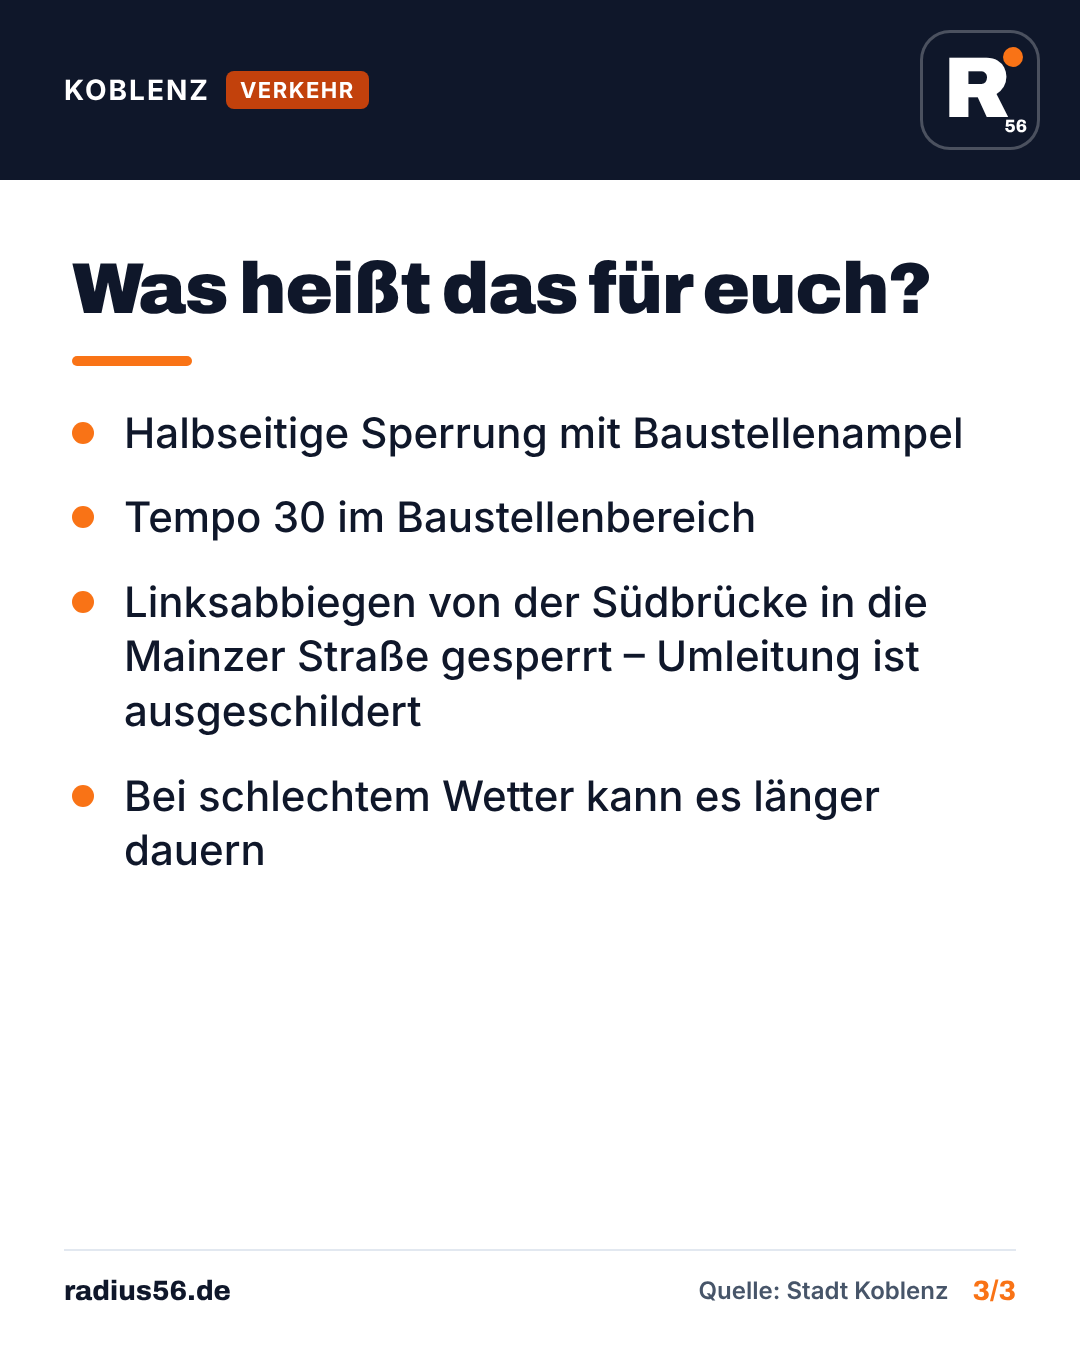 KOBLENZ VERKEHR
R
56
Was heißt das für euch?
Halbseitige Sperrung mit Baustellenampel
Tempo 30 im Baustellenbereich
Linksabbiegen von der Südbrücke in die
Mainzer Straße gesperrt – Umleitung ist
ausgeschildert
Bei schlechtem Wetter kann es länger
dauern
radius56.de Quelle: Stadt Koblenz 3/3